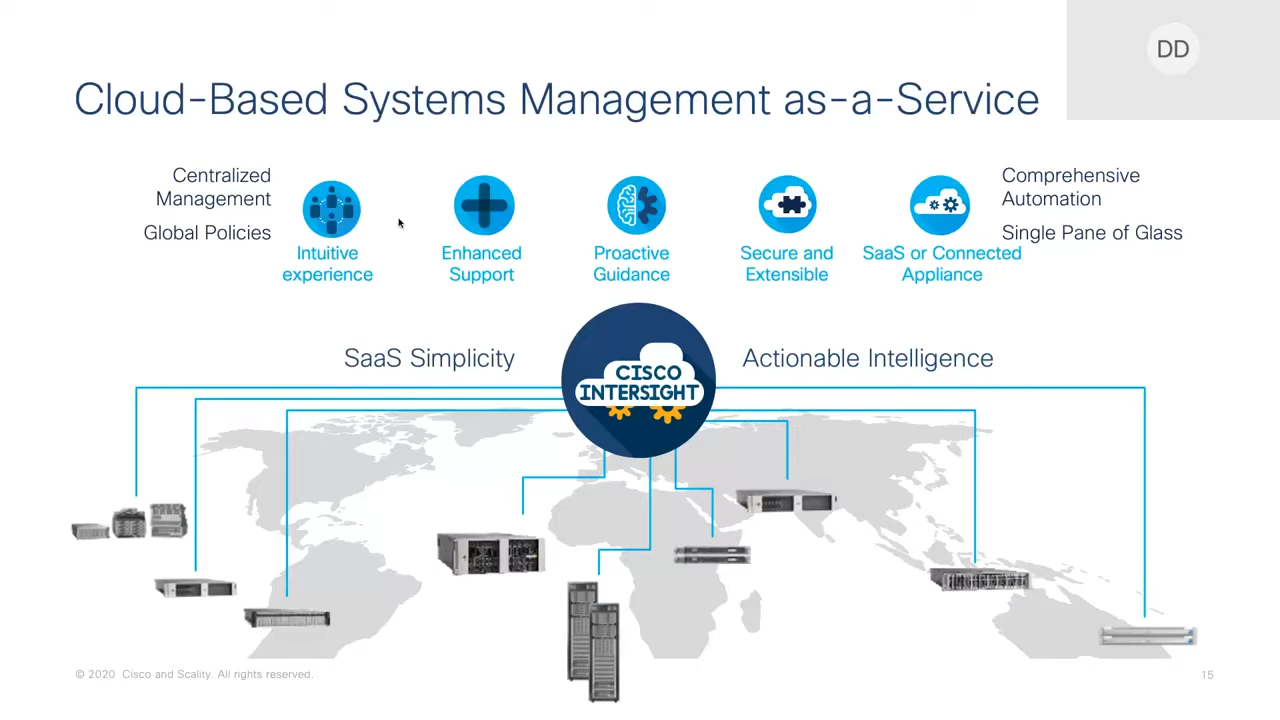 DD
Cloud-Based Systems Management as-a-Service
Centralized
Management
Global Policies
Intuitive
experience
Enhanced
Support
Proactive
Guidance
Secure and
Extensible
SaaS or Connected
Appliance
Comprehensive
Automation
Single Pane of Glass
SaaS Simplicity
CISCO
INTERSIGHT
Actionable Intelligence
© 2020 Cisco and Scality. All rights reserved.
15